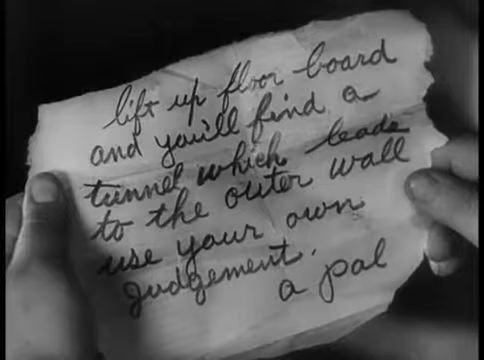 lift up floor board
and you'll find a
tunnel which leads
to the outer wall
use your own
judgement.
a pal